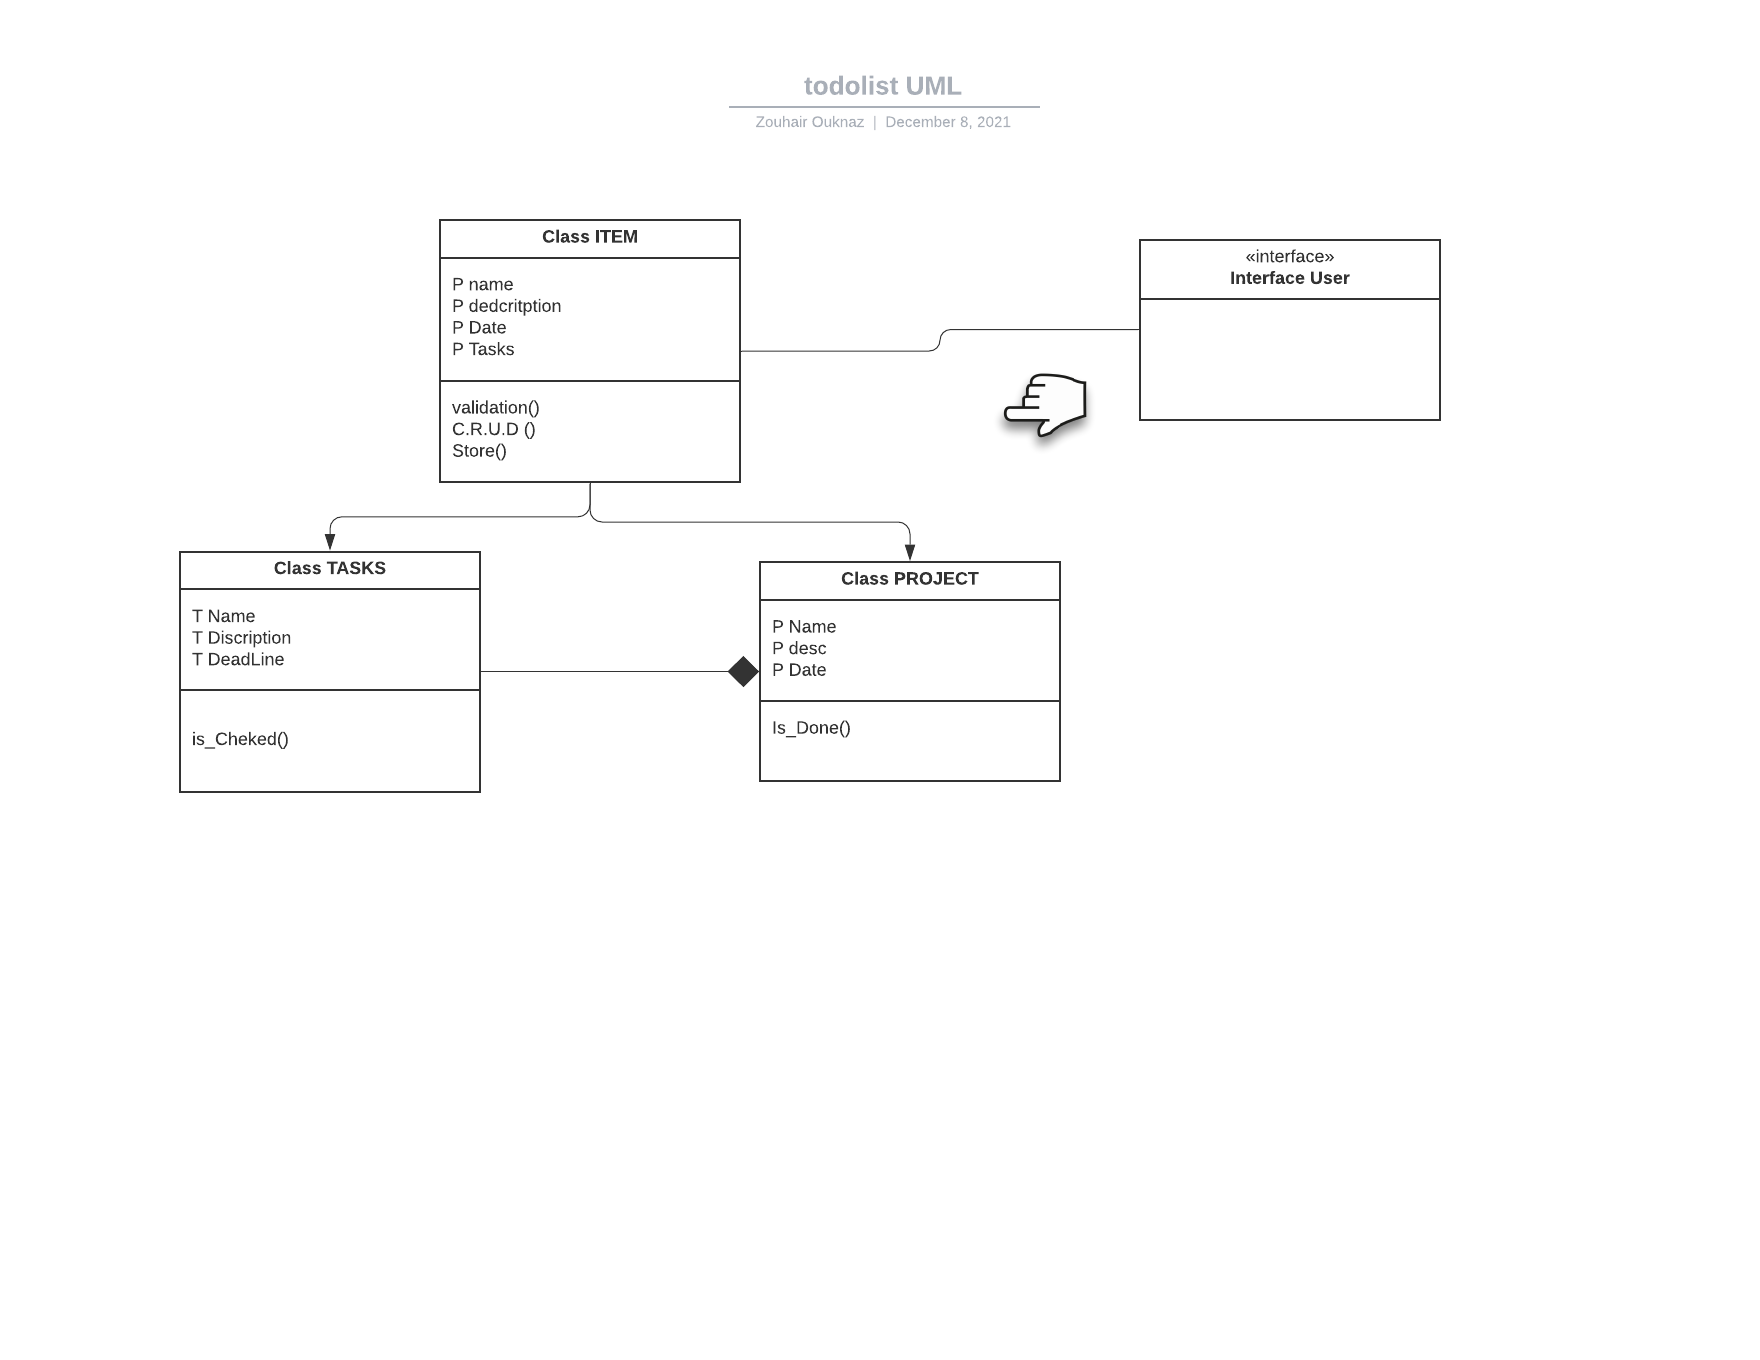 todolist UML
Zouhair Ouknaz | December 8, 2021
Class ITEM
P name
P dedcritption
P Date
P Tasks
validation()
C.R.U.D ()
Store()
«interface»
Interface User
Class TASKS
T Name
T Discription
T DeadLine
is_Cheked()
Class PROJECT
P Name
P desc
P Date
Is_Done()